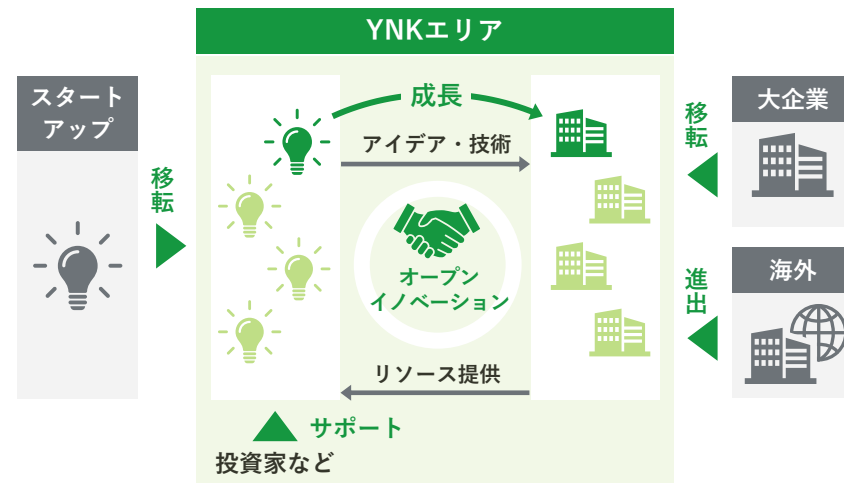 YNKエリア
スタート
アップ
移転
成長
アイデア・技術
オープン
イノベーション
リソース提供
サポート
投資家など
移転
大企業
進出
海外